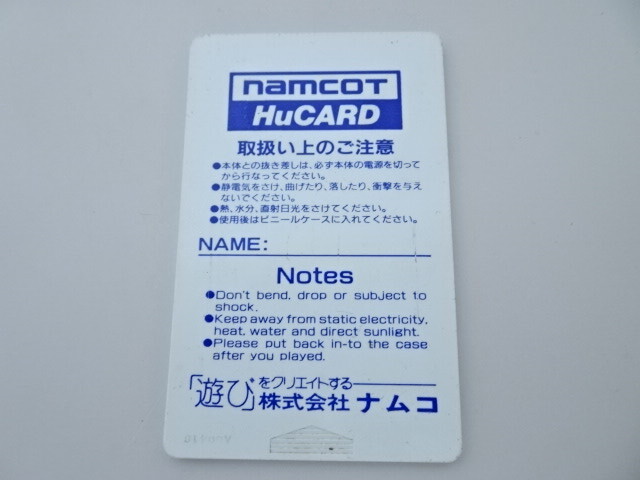 namcot
HuCARD
取扱い上のご注意
●本体との抜き差しは、必ず本体の電源を切って
から行なってください。
●静電気をさけ、曲げたり、落したり、衝撃を与え
ないでください。
●熱、水分、直射日光をさけてください。
●使用後はビニールケースに入れてください。
NAME:
Notes
●Don't bend, drop or subject to
shock.
●Keep away from static electricity,
heat, water and direct sunlight.
●Please put back in-to the case
after you played.
「遊び」をクリエイトする
株式会社 ナムコ